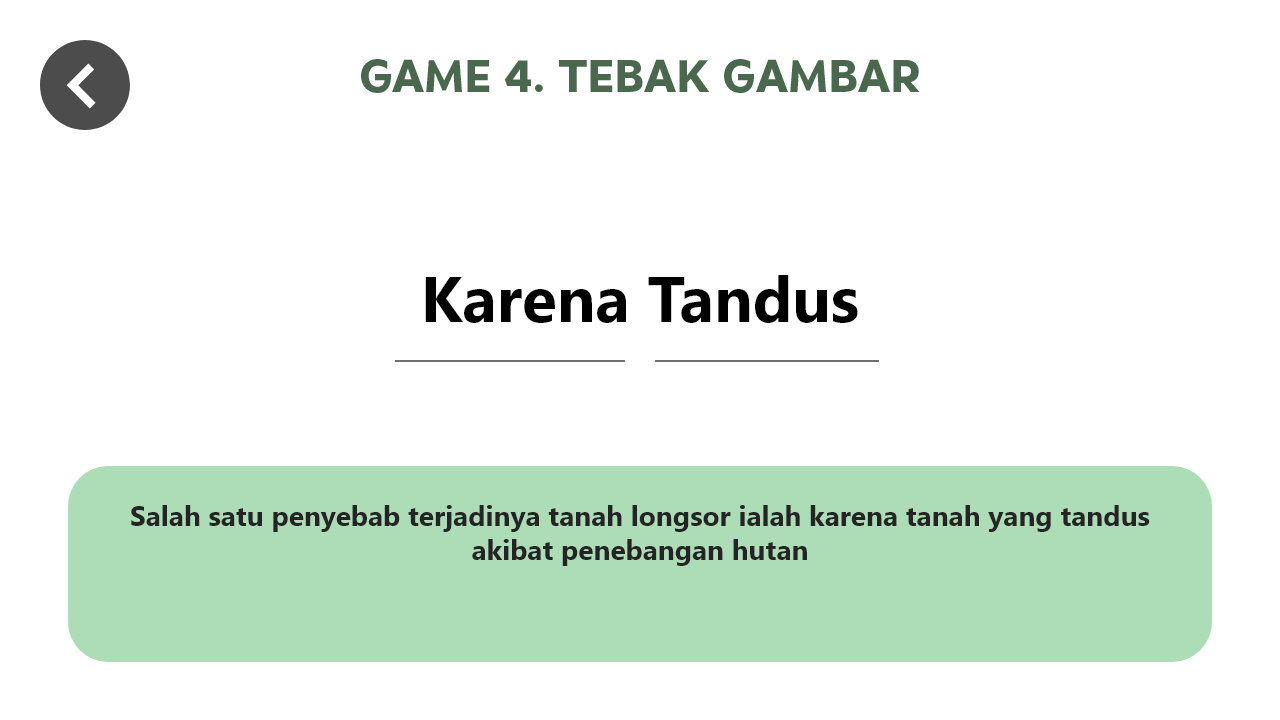 GAME 4. TEBAK GAMBAR
Karena Tandus
Salah satu penyebab terjadinya tanah longsor ialah karena tanah yang tandus
akibat penebangan hutan